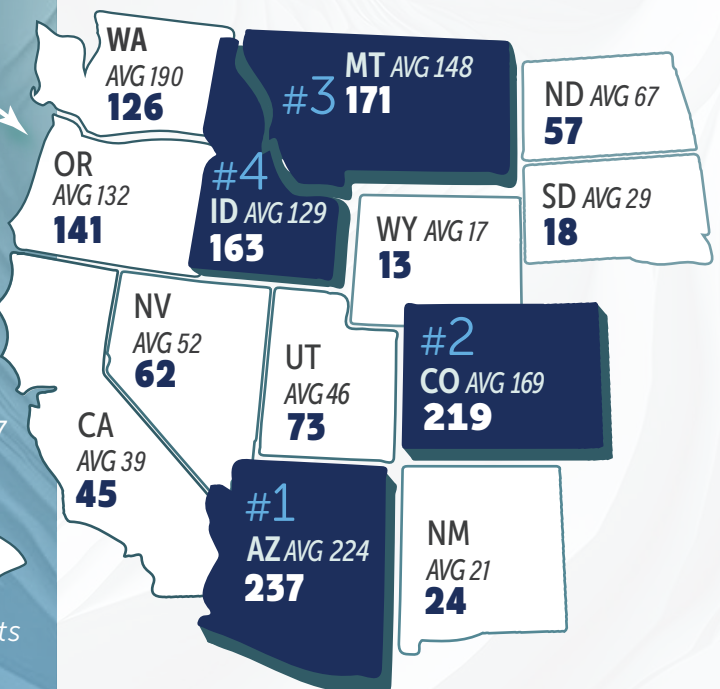 WA
AVG 190
126
#3 MT AVG 148
171
ND AVG 67
57
OR
AVG 132
141
#4
ID AVG 129
163
WY AVG 17
13
SD AVG 29
18
NV
AVG 52
62
UT
AVG 46
73
#2
CO AVG 169
219
CA
AVG 39
45
#1
AZ AVG 224
237
NM
AVG 21
24